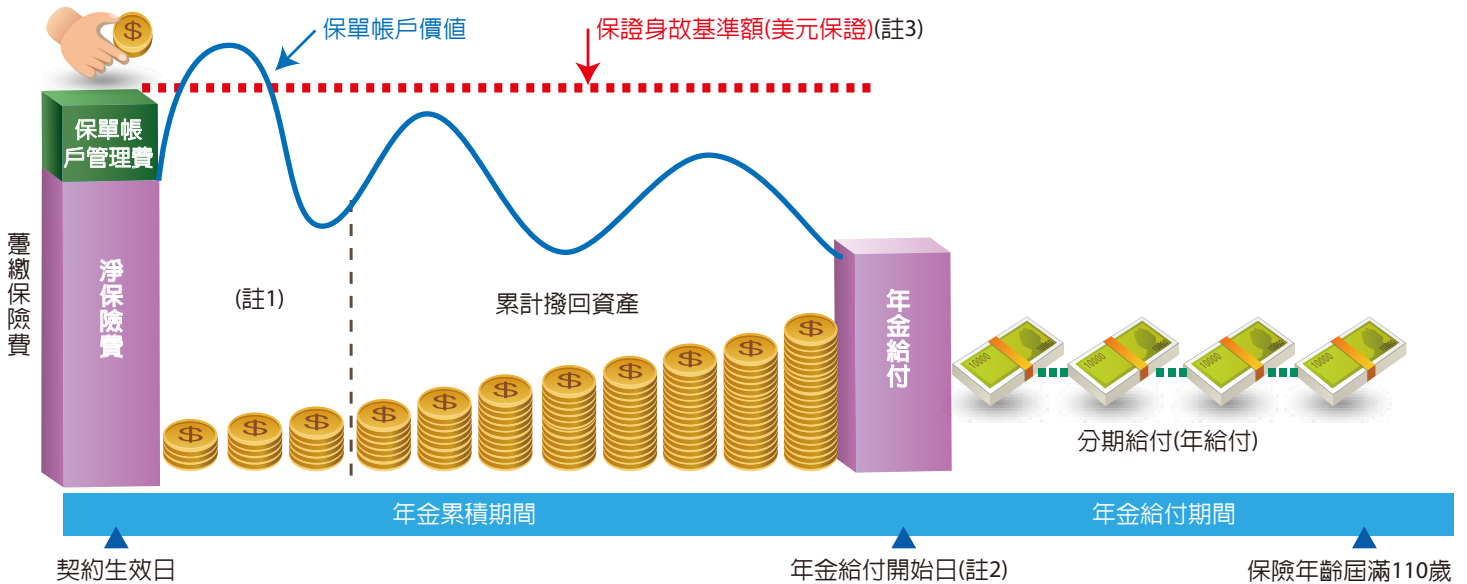 保單帳戶價值
保證身故基準額(美元保證)(註3)
保單帳
戶管理費
躉繳保險費
淨保險費
(註1)
累計撥回資產
年金給付
10000
10000
10000
10000
分期給付(年給付)
年金累積期間
年金給付期間
契約生效日
年金給付開始日(註2)
保險年齡屆滿110歲